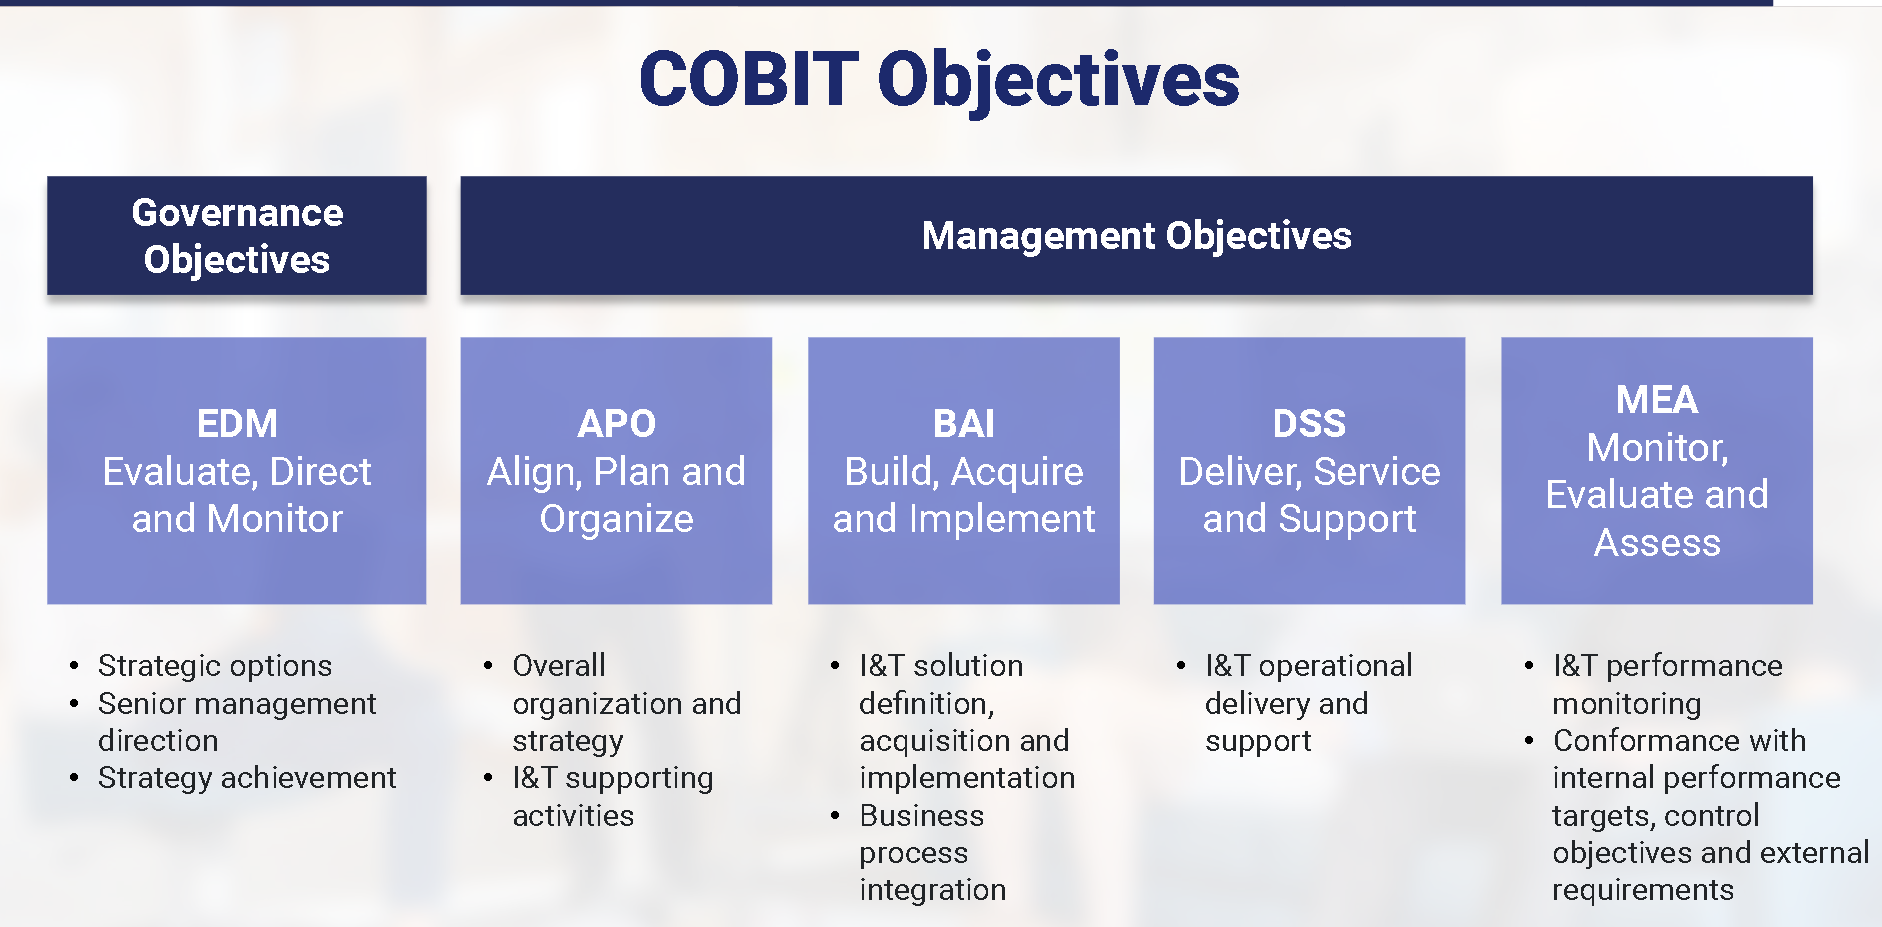 COBIT Objectives
Governance
Objectives
Management Objectives
EDM
Evaluate, Direct
and Monitor
APO
Align, Plan and
Organize
BAI
Build, Acquire
and Implement
DSS
Deliver, Service
and Support
MEA
Monitor,
Evaluate and
Assess
• Strategic options
• Senior management
direction
• Strategy achievement
• Overall
organization and
strategy
• I&T supporting
activities
• I&T solution
definition,
acquisition and
implementation
• Business
process
integration
• I&T operational
delivery and
support
• I&T performance
monitoring
• Conformance with
internal performance
targets, control
objectives and external
requirements